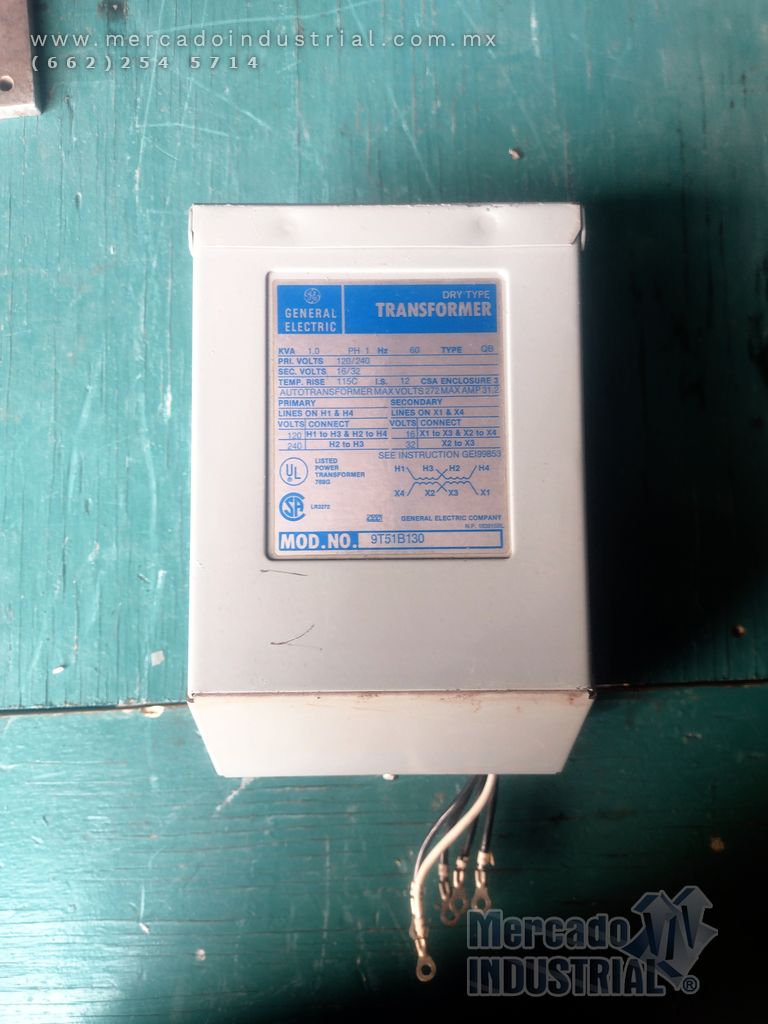 www.mercadoindustrial.com.mx
(662)254 5714
GENERAL
ELECTRIC
DRY TYPE
TRANSFORMER
KVA 1.0 PH 1 Hz 60 TYPE QB
PRI. VOLTS 120/240
SEC. VOLTS 16/32
TEMP. RISE 115C I.S. 12 CSA ENCLOSURE 3
AUTOTRANSFORMER MAX VOLTS 272 MAX AMP 31.2
PRIMARY SECONDARY
LINES ON H1 & H4 LINES ON X1 & X4
VOLTS CONNECT VOLTS CONNECT
120 H1 to H3 & H2 to H4 16 X1 to X3 & X2 to X4
240 H2 to H3 32 X2 to X3
SEE INSTRUCTION GEI99853
UL
LISTED
POWER
TRANSFORMER
769G
H1 H3 H2 H4
X4 X2 X3 X1
SA
LR3272
GENERAL ELECTRIC COMPANY
N.P.
MOD.NO. 9T51B130
Mercado
INDUSTRIAL ®